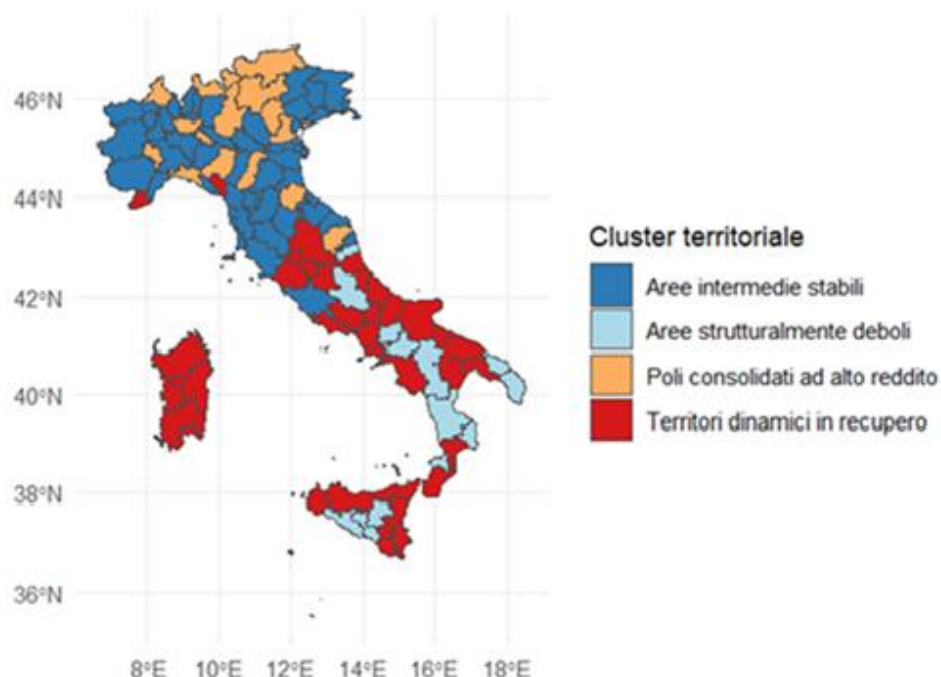 46°N
44°N
42°N
40°N
38°N
36°N
8°E 10°E 12°E 14°E 16°E 18°E
Cluster territoriale
Aree intermedie stabili
Aree strutturalmente deboli
Poli consolidati ad alto reddito
Territori dinamici in recupero